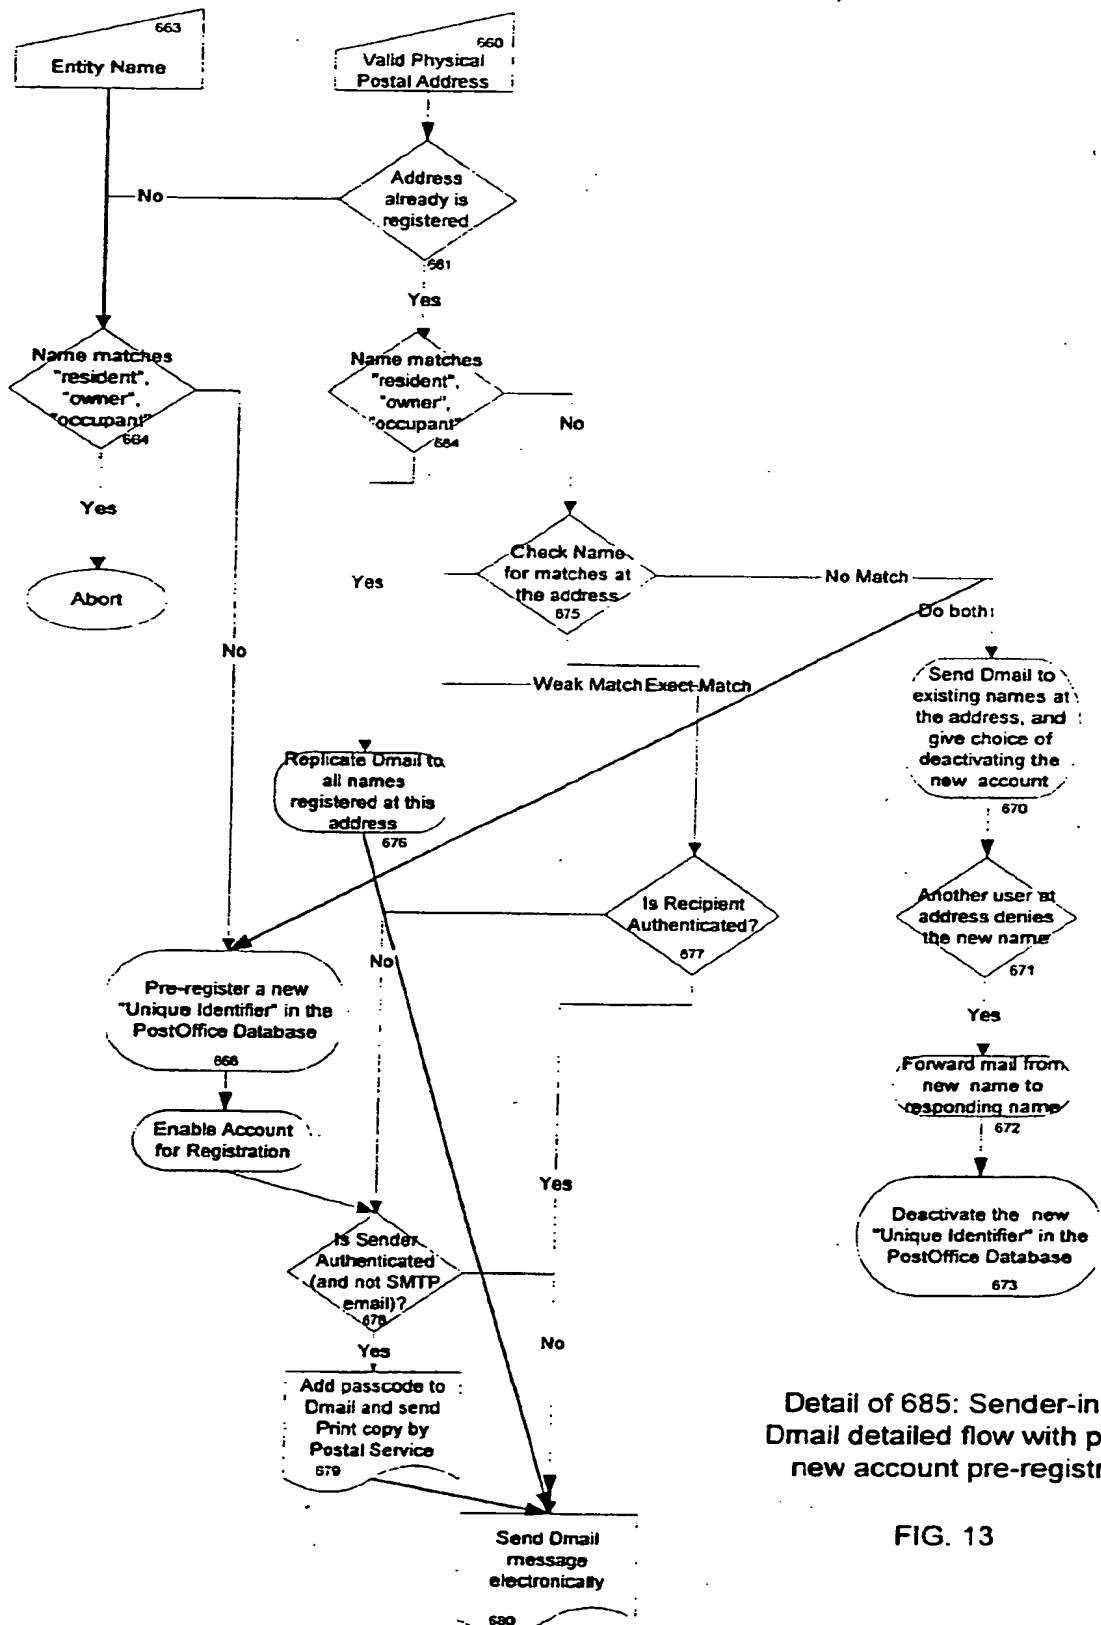 663
Entity Name
660
Valid Physical
Postal Address
Address
already is
registered
661
No
Yes
Name matches
"resident",
"owner",
"occupant"
664
Name matches
"resident",
"owner",
"occupant"
664
No
Yes
Abort
Yes
Check Name
for matches at
the address
675
No Match
Do both:
No
Weak Match
Exact Match
Send Dmail to
existing names at
the address, and
give choice of
deactivating the
new account
670
Replicate Dmail to
all names
registered at this
address
676
Is Recipient
Authenticated?
677
Another user at
address denies
the new name
671
No
Pre-register a new
"Unique Identifier" in the
PostOffice Database
868
Yes
Forward mail from
new name to
responding name
672
Enable Account
for Registration
Yes
Deactivate the new
"Unique Identifier" in the
PostOffice Database
673
Is Sender
Authenticated
(and not SMTP
email)?
678
No
Yes
Add passcode to
Dmail and send
Print copy by
Postal Service
679
Send Dmail
message
electronically
680
Detail of 685: Sender-in
Dmail detailed flow with p
new account pre-registr
FIG. 13